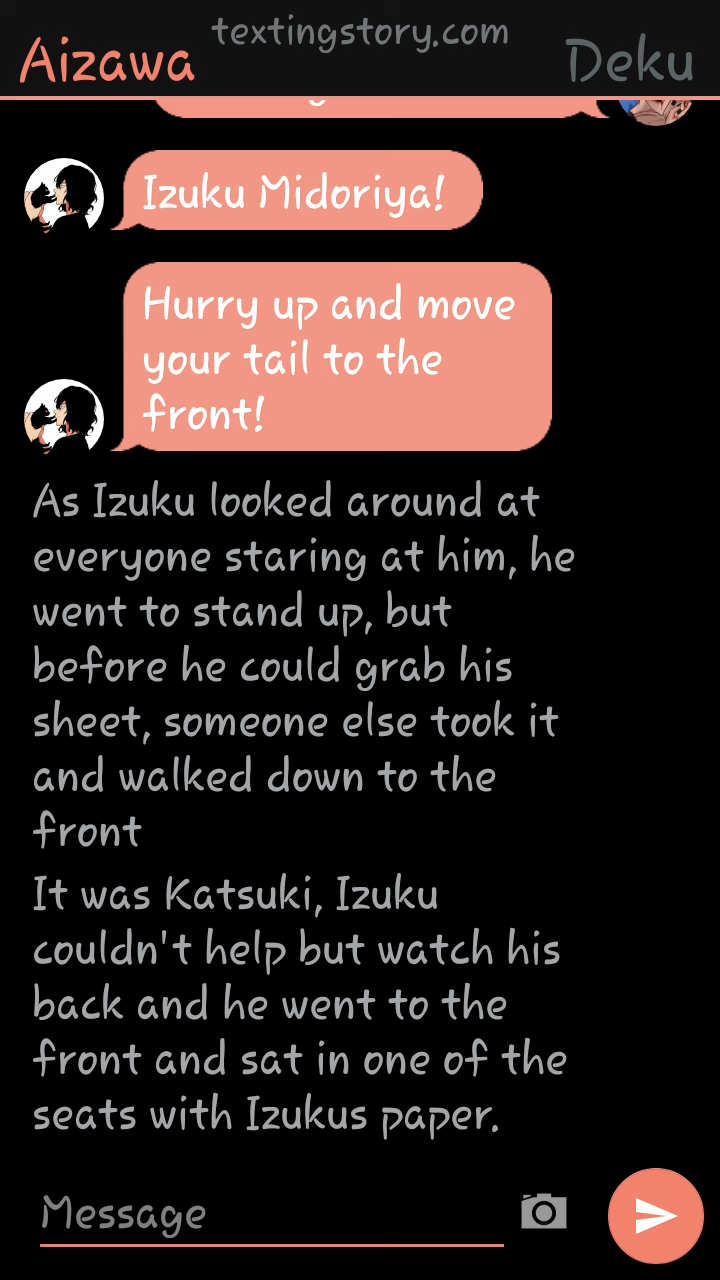 textingstory.com
Aizawa
Deku
Izuku Midoriya!
Hurry up and move
your tail to the
front!
As Izuku looked around at
everyone staring at him, he
went to stand up, but
before he could grab his
sheet, someone else took it
and walked down to the
front
It was Katsuki, Izuku
couldn't help but watch his
back and he went to the
front and sat in one of the
seats with Izukus paper.
Message